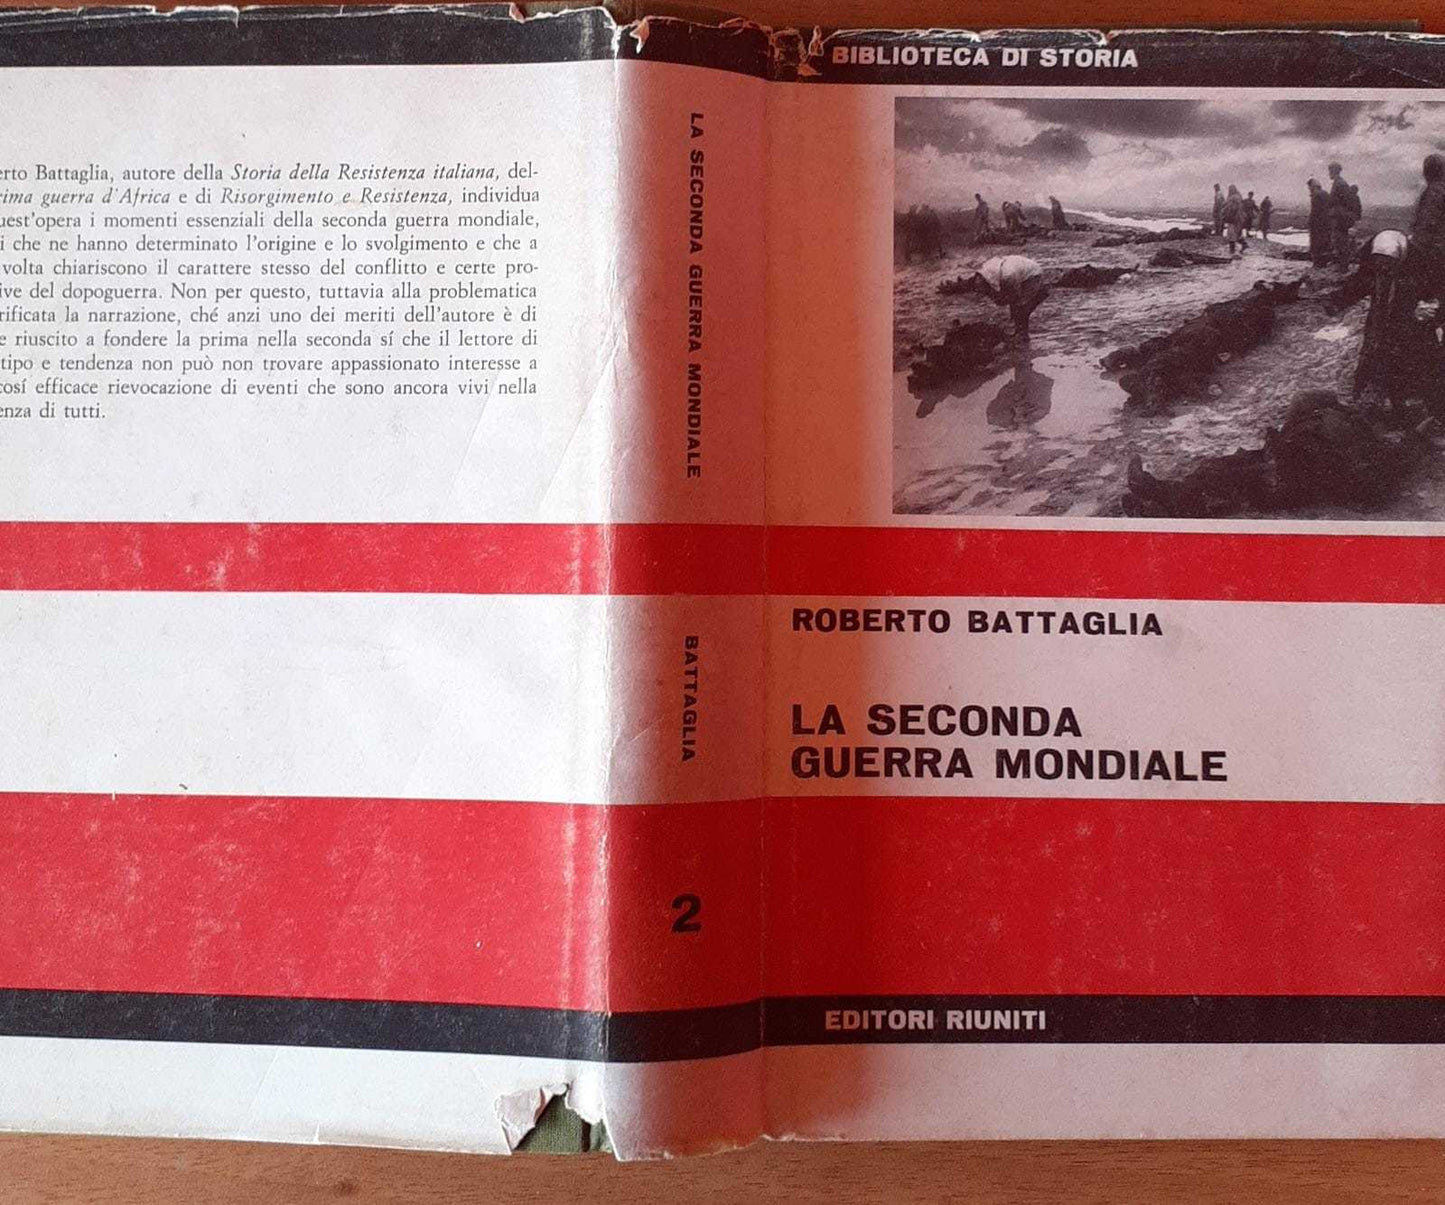 erto Battaglia, autore della Storia della Resistenza italiana, del-
rima guerra d'Africa e di Risorgimento e Resistenza, individua
uest'opera i momenti essenziali della seconda guerra mondiale,
i che ne hanno determinato l'origine e lo svolgimento e che a
volta chiariscono il carattere stesso del conflitto e certe pro-
ive del dopoguerra. Non per questo, tuttavia alla problematica
rificata la narrazione, ché anzi uno dei meriti dell'autore è di
e riuscito a fondere la prima nella seconda sí che il lettore di
tipo e tendenza non può non trovare appassionato interesse a
cosí efficace rievocazione di eventi che sono ancora vivi nella
enza di tutti.
LA SECONDA GUERRA MONDIALE
BATTAGLIA
2
BIBLIOTECA DI STORIA
ROBERTO BATTAGLIA
LA SECONDA
GUERRA MONDIALE
EDITORI RIUNITI